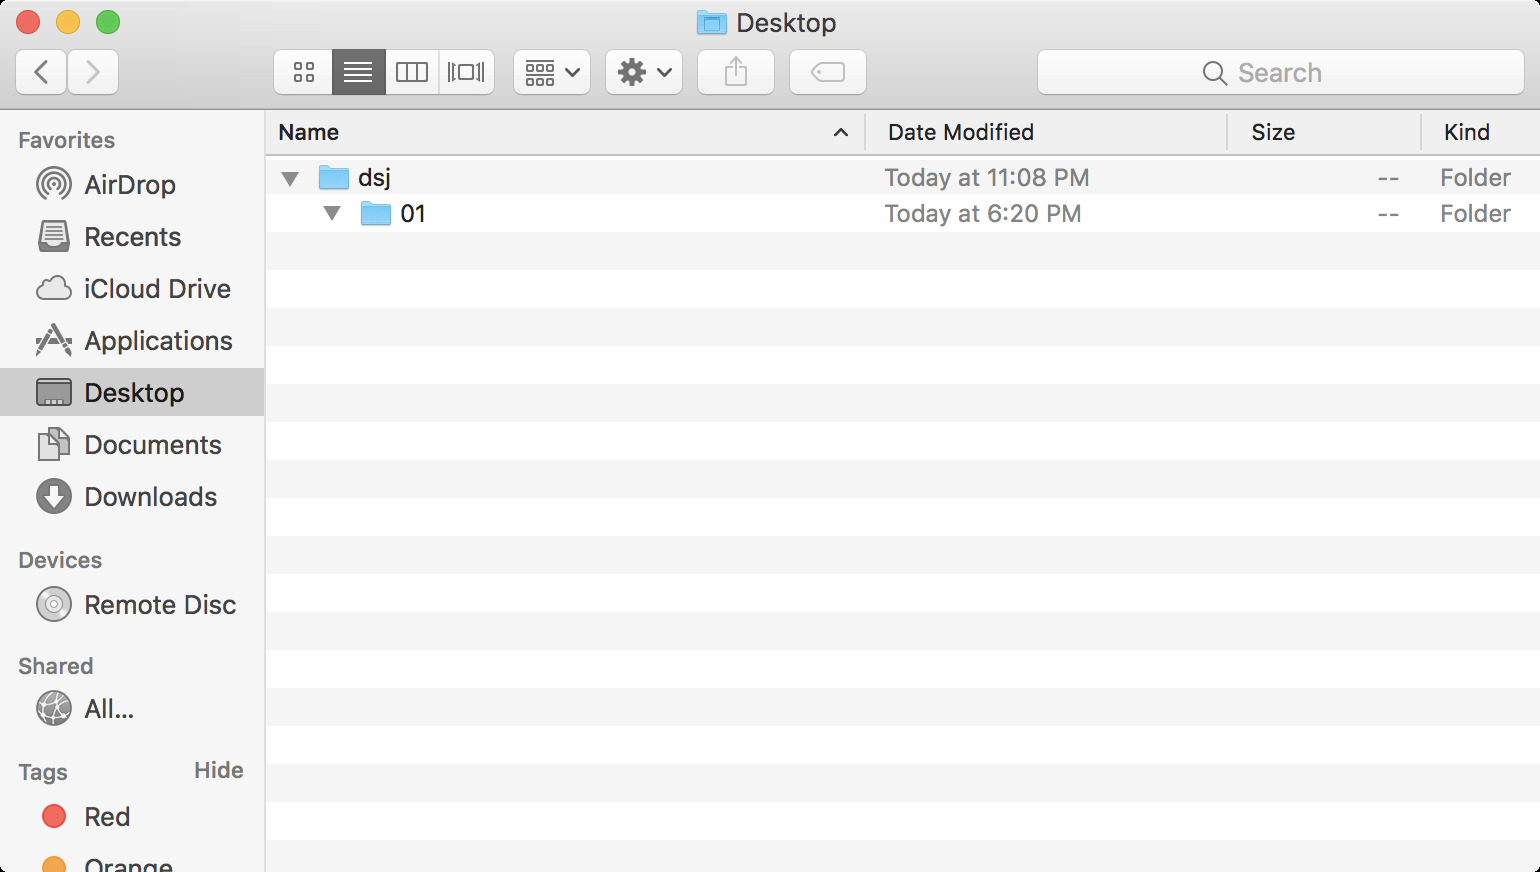 Desktop
Search
Favorites
AirDrop
Recents
iCloud Drive
Applications
Desktop
Documents
Downloads
Devices
Remote Disc
Shared
All...
Tags Hide
Red
Orange
Name Date Modified Size Kind
dsj Today at 11:08 PM -- Folder
01 Today at 6:20 PM -- Folder